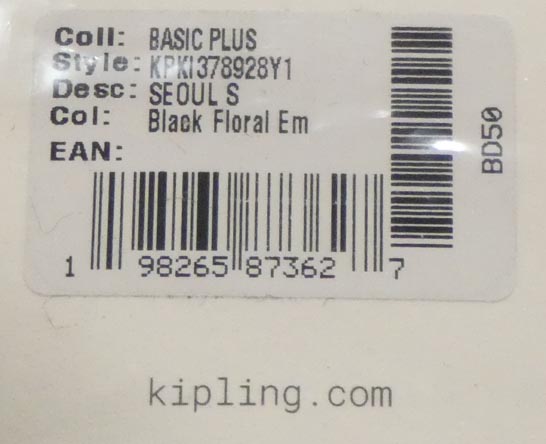 Coll: BASIC PLUS
Style: KPKI378928Y1
Desc: SEOUL S
Col: Black Floral Em
EAN:
1 98265 87362 7
BD50
kipling.com